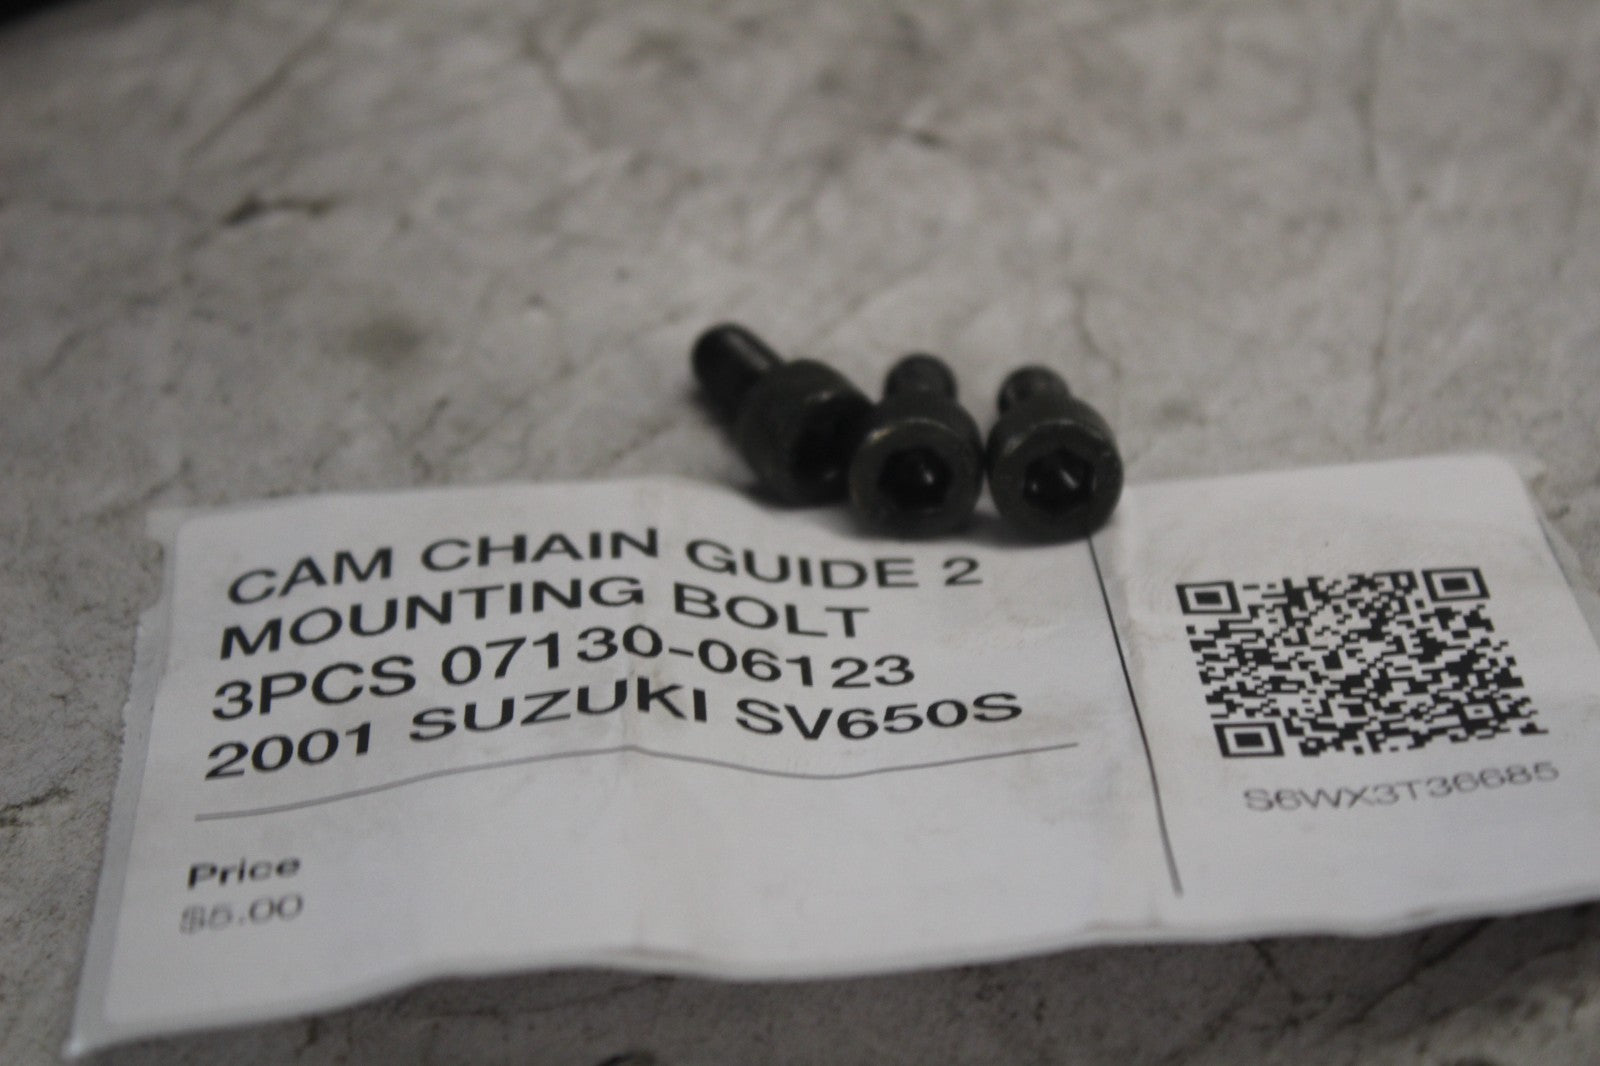 CAM CHAIN GUIDE 2
MOUNTING BOLT
3PCS 07130-06123
2001 SUZUKI SV650S
Price
$5.00
S6WX3T36685